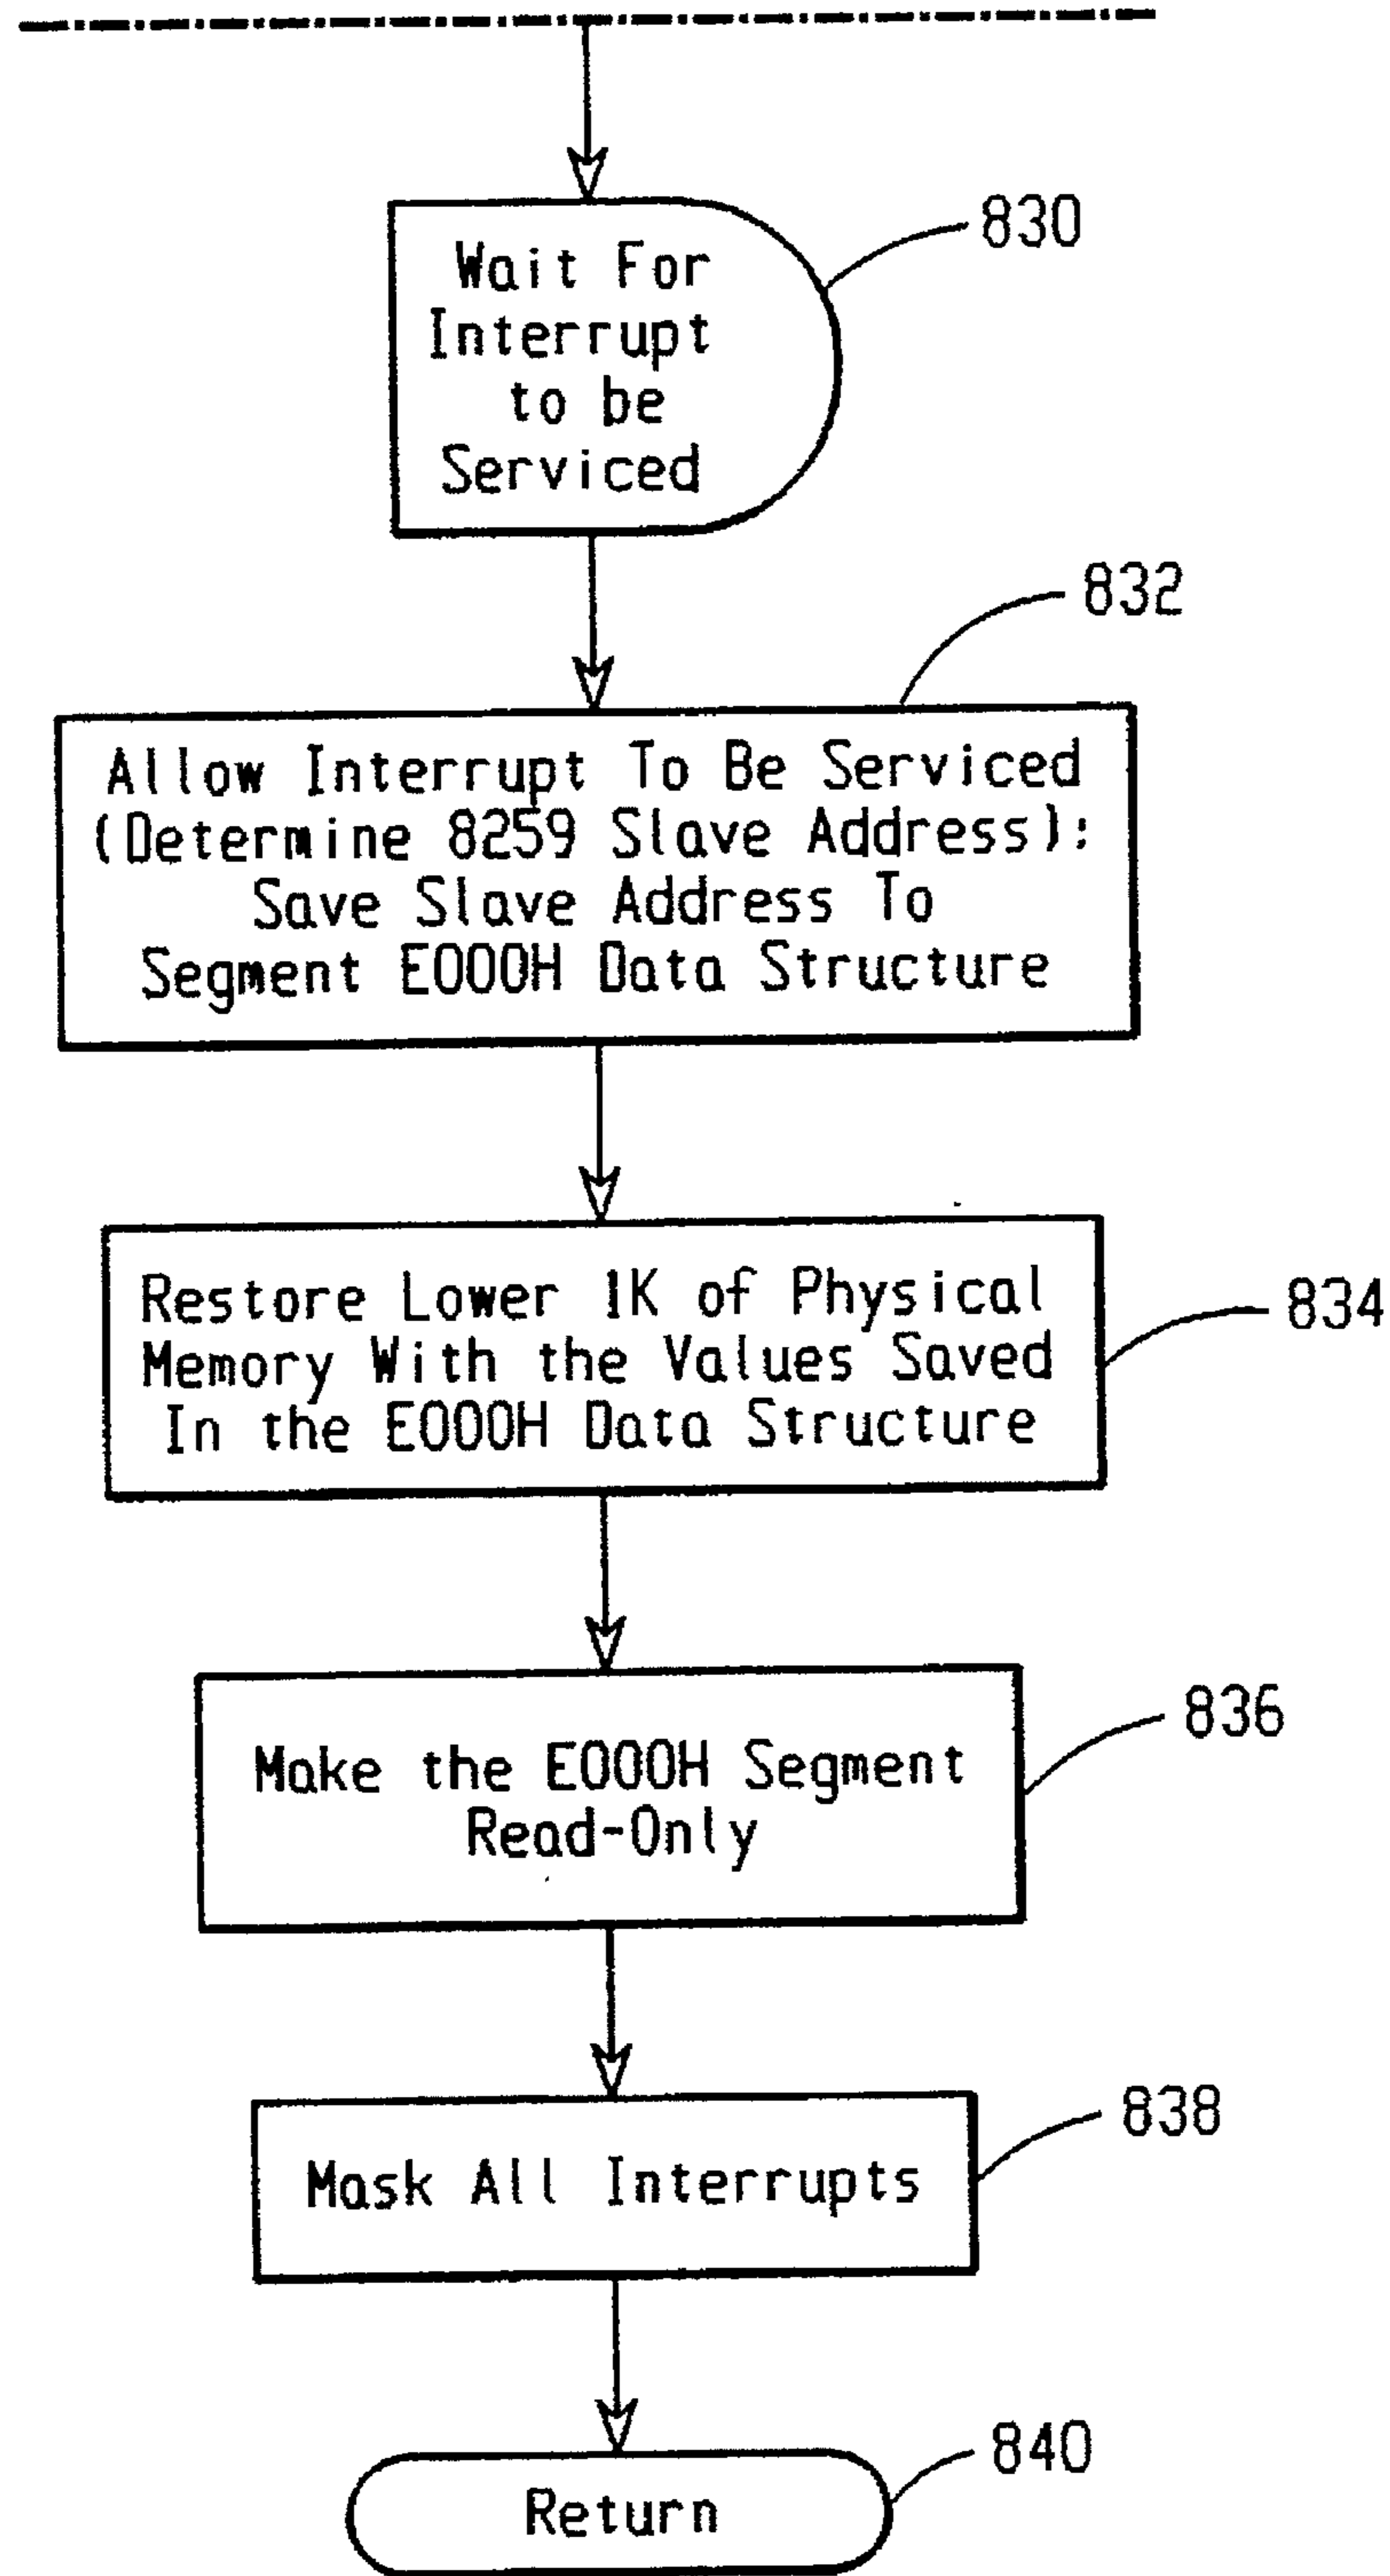 830
Wait For
Interrupt
to be
Serviced
832
Allow Interrupt To Be Serviced
(Determine 8259 Slave Address);
Save Slave Address To
Segment E000H Data Structure
Restore Lower 1K of Physical
Memory With the Values Saved
In the E000H Data Structure
834
Make the E000H Segment
Read-Only
836
Mask All Interrupts
838
Return
840